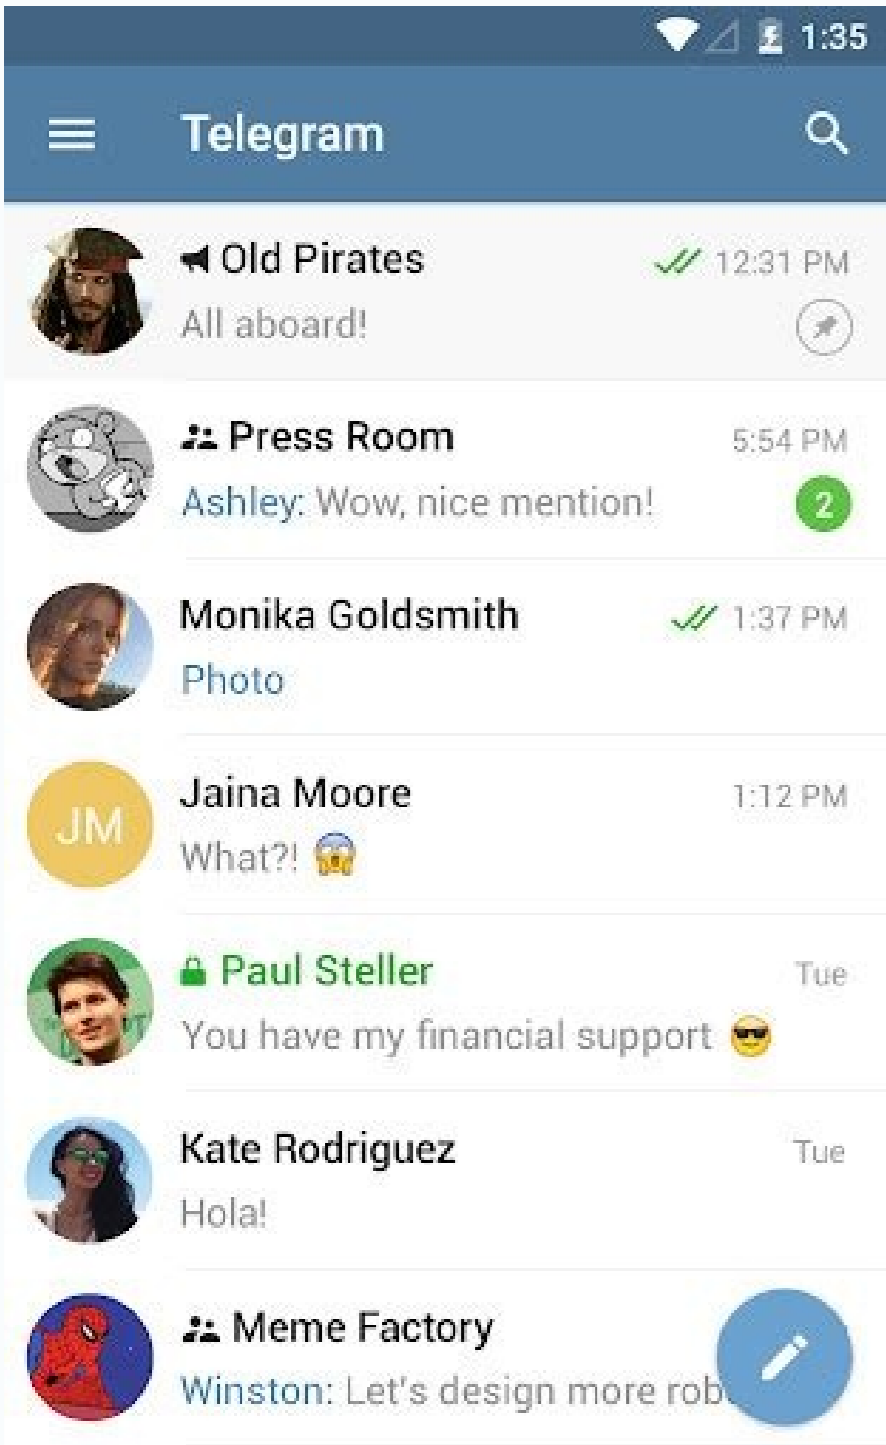 1:35
Telegram
Old Pirates 12:31 PM
All aboard!
Press Room 5:54 PM
Ashley: Wow, nice mention! 2
Monika Goldsmith 1:37 PM
Photo
JM
Jaina Moore 1:12 PM
What?! 😱
Paul Steller Tue
You have my financial support 😎
Kate Rodriguez Tue
Hola!
Meme Factory
Winston: Let's design more rob